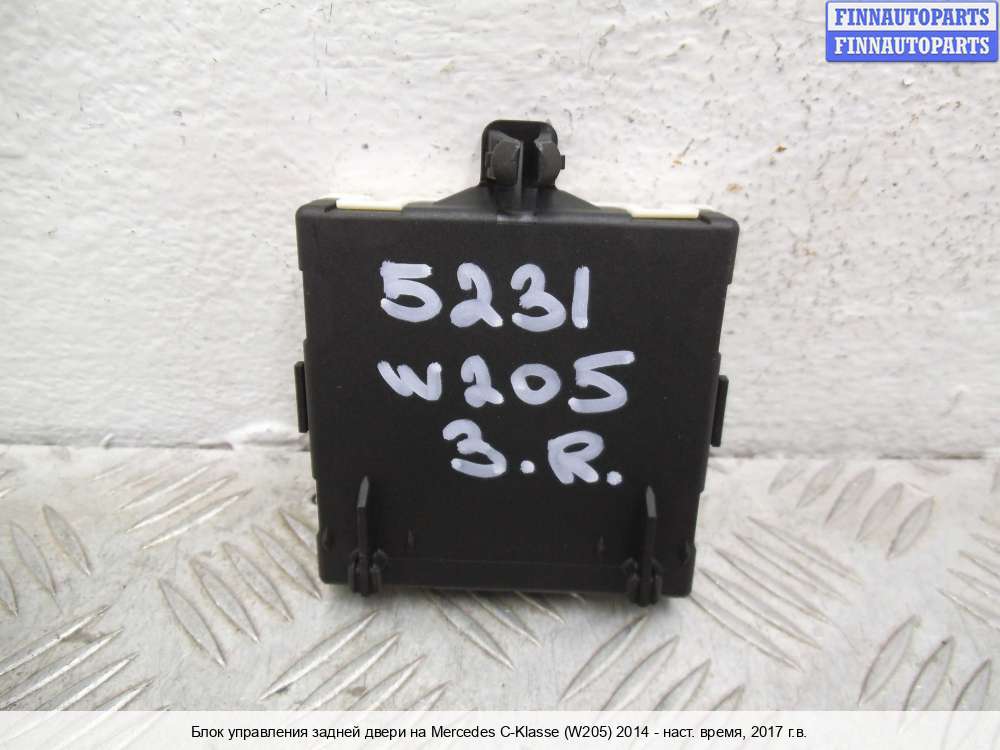 FINNAUTOPARTS
FINNAUTOPARTS
5231
W205
3.R.
Блок управления задней двери на Mercedes C-Klasse (W205) 2014 - наст. время, 2017 г.в.